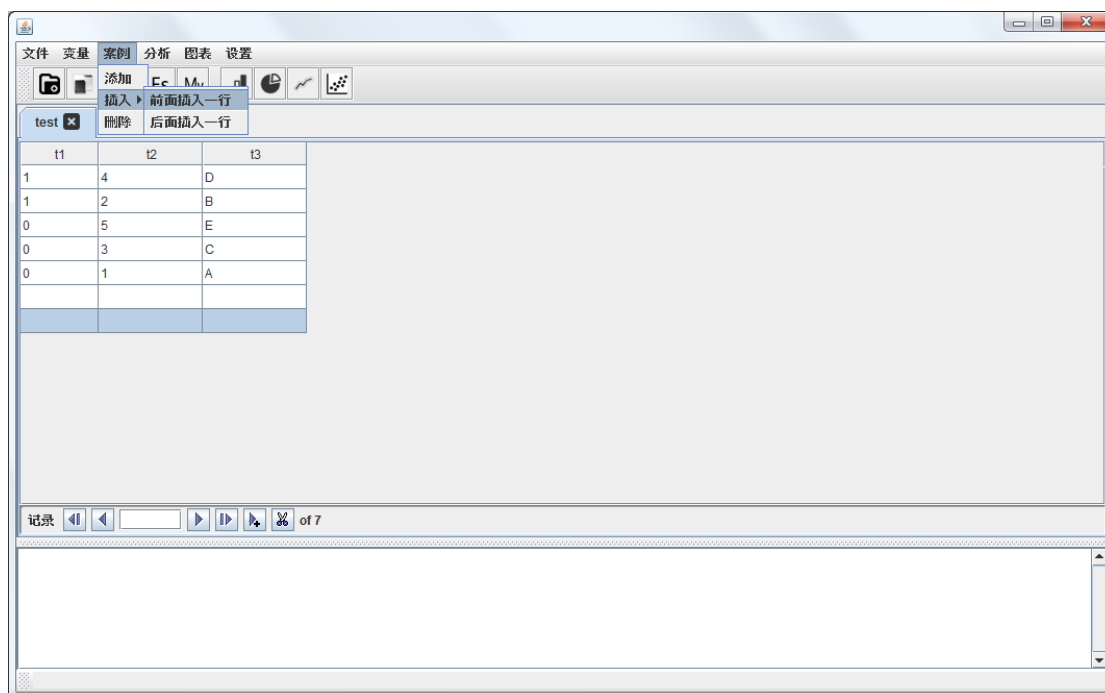 文件 变量 案例 分析 图表 设置
添加
插入 前面插入一行
删除 后面插入一行
test
t1 t2 t3
1 4 D
1 2 B
0 5 E
0 3 C
0 1 A
记录 of 7